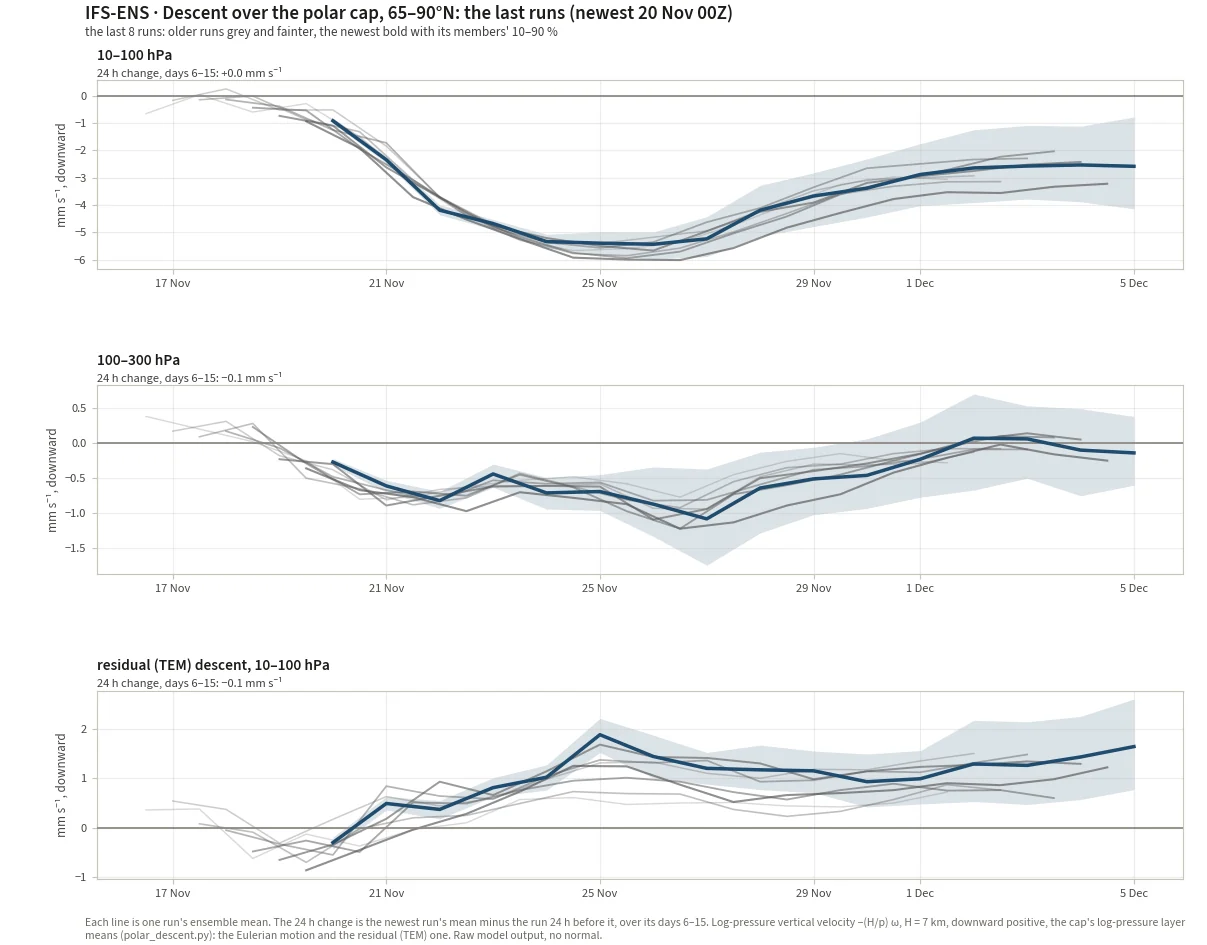 IFS-ENS · Descent over the polar cap, 65–90°N: the last runs (newest 20 Nov 00Z)
the last 8 runs: older runs grey and fainter, the newest bold with its members' 10–90 %
10–100 hPa
24 h change, days 6–15: +0.0 mm s⁻¹
mm s⁻¹, downward
0
−1
−2
−3
−4
−5
−6
17 Nov 21 Nov 25 Nov 29 Nov 1 Dec 5 Dec
100–300 hPa
24 h change, days 6–15: −0.1 mm s⁻¹
mm s⁻¹, downward
0.5
0.0
−0.5
−1.0
−1.5
17 Nov 21 Nov 25 Nov 29 Nov 1 Dec 5 Dec
residual (TEM) descent, 10–100 hPa
24 h change, days 6–15: −0.1 mm s⁻¹
mm s⁻¹, downward
2
1
0
−1
17 Nov 21 Nov 25 Nov 29 Nov 1 Dec 5 Dec
Each line is one run's ensemble mean. The 24 h change is the newest run's mean minus the run 24 h before it, over its days 6–15. Log-pressure vertical velocity −(H/p) ω, H = 7 km, downward positive, the cap's log-pressure layer
means (polar_descent.py): the Eulerian motion and the residual (TEM) one. Raw model output, no normal.